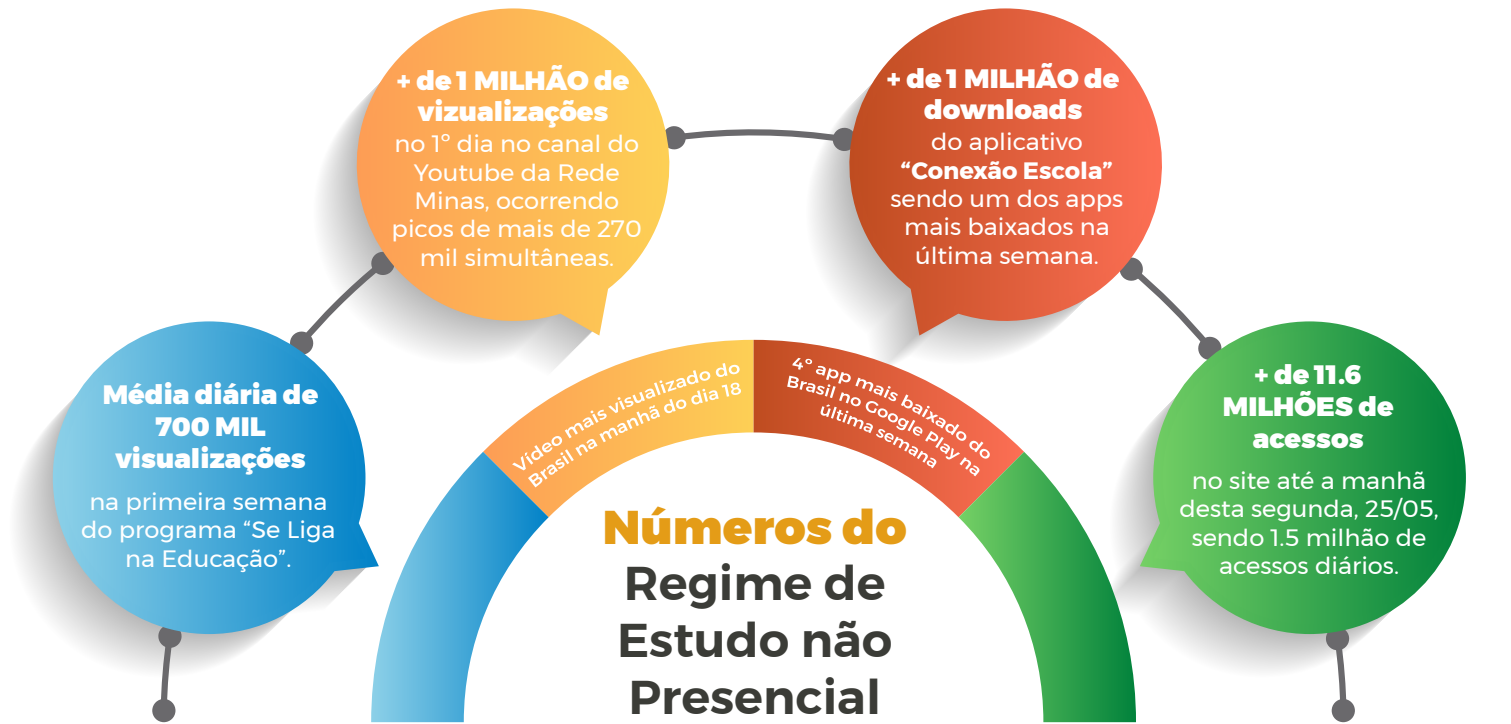 + de 1 MILHÃO de
vizualizações
no 1º dia no canal do
Youtube da Rede
Minas, ocorrendo
picos de mais de 270
mil simultâneas.
+ de 1 MILHÃO de
downloads
do aplicativo
“Conexão Escola”
sendo um dos apps
mais baixados na
última semana.
Média diária de
700 MIL
visualizações
na primeira semana
do programa “Se Liga
na Educação”.
Vídeo mais visualizado do
Brasil na manhã do dia 18
4º app mais baixado do
Brasil no Google Play na
última semana
+ de 11.6
MILHÕES de
acessos
no site até a manhã
desta segunda, 25/05,
sendo 1.5 milhão de
acessos diários.
Números do
Regime de
Estudo não
Presencial